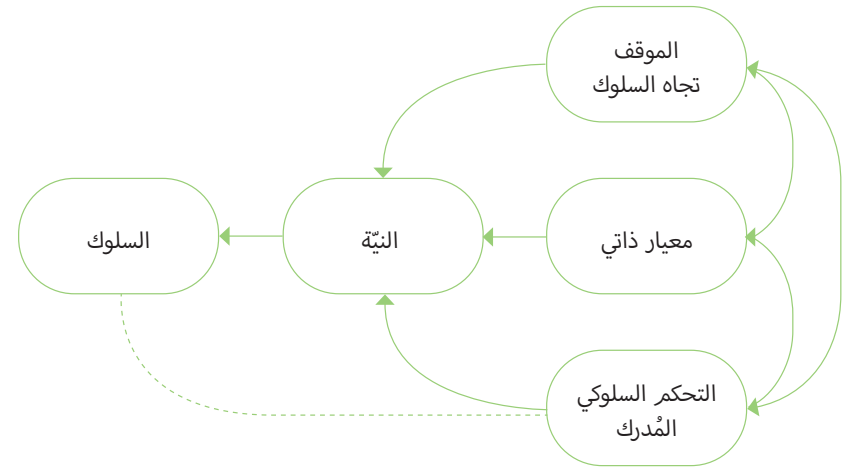 الموقف
تجاه السلوك
معيار ذاتي
النيّة
السلوك
التحكم السلوكي
المُدرك